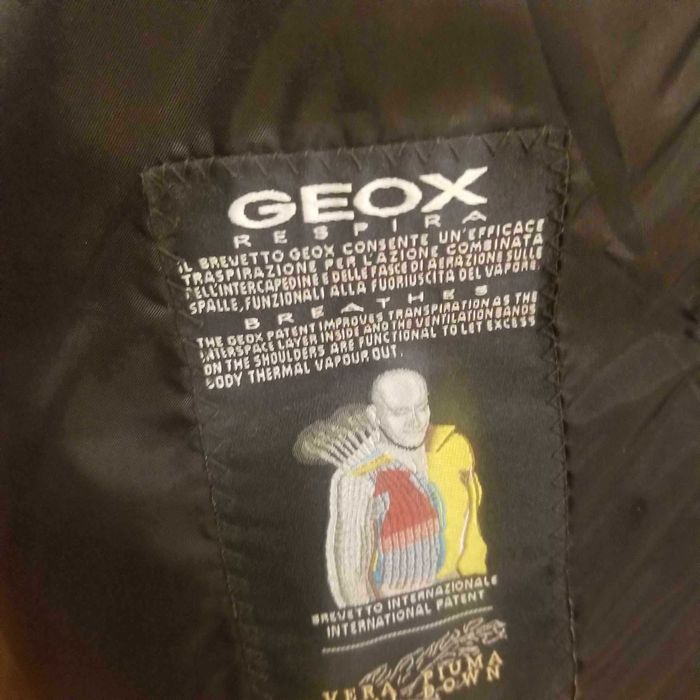 GEOX
RESPIRA
IL BREVETTO GEOX CONSENTE UN'EFFICACE
TRASPIRAZIONE PER L'AZIONE COMBINATA
DELL'INTERCAPEDINE E DELLE FASCE DI AERAZIONE SULLE
SPALLE, FUNZIONALI ALLA FUORIUSCITA DEL VAPORE.
BREATHES
THE GEOX PATENT IMPROVES TRANSPIRATION AS THE
INTERSPACE LAYER INSIDE AND THE VENTILATION BANDS
ON THE SHOULDERS ARE FUNCTIONAL TO LET EXCESS
BODY THERMAL VAPOUR OUT.
BREVETTO INTERNAZIONALE
INTERNATIONAL PATENT
VERA PIUMA
DOWN